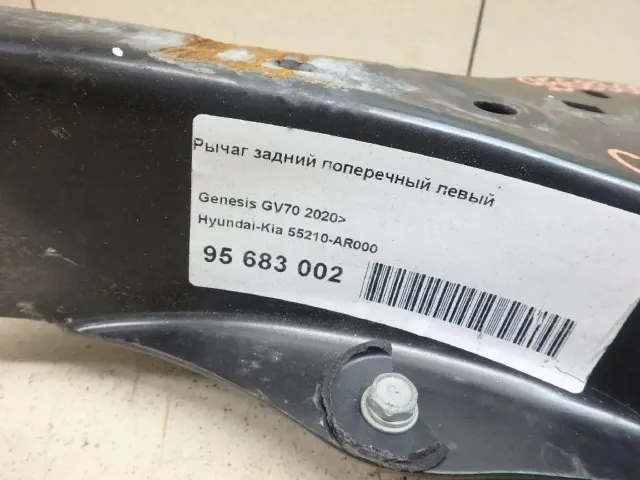 Рычаг задний поперечный левый
Genesis GV70 2020>
Hyundai-Kia 55210-AR000
95 683 002